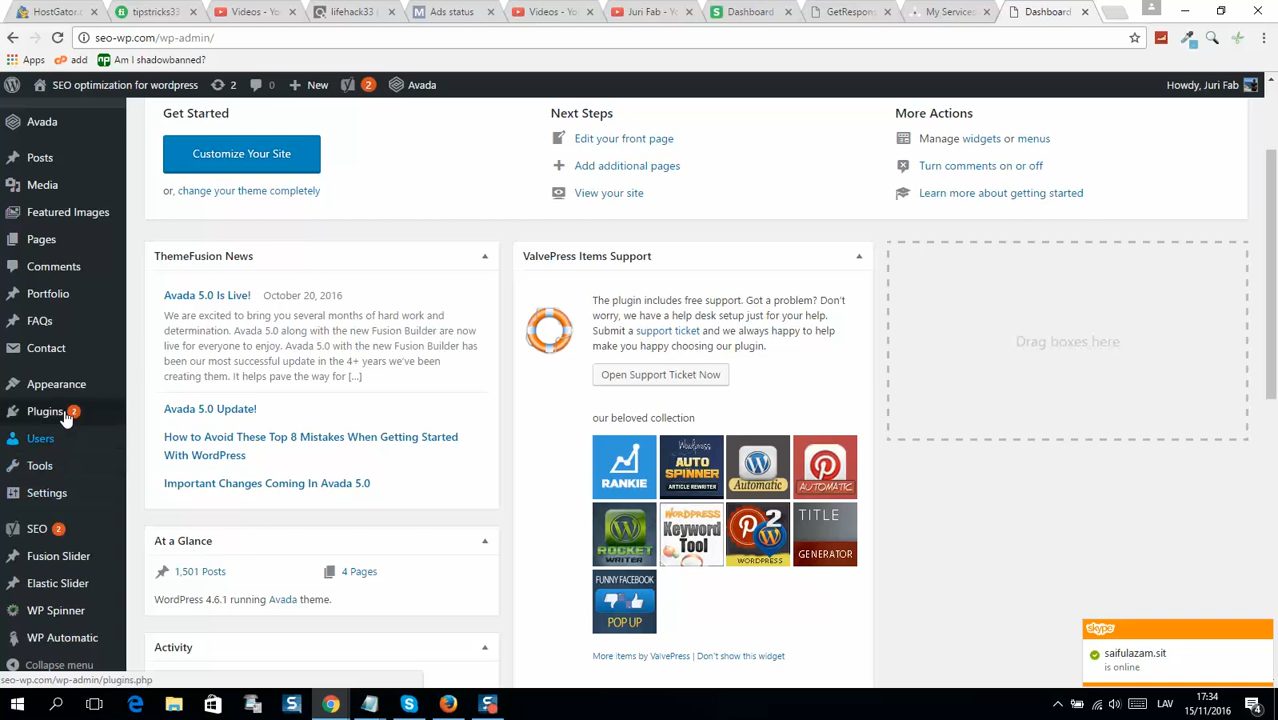 HostGator.
tipstricks33
Videos - Yo
lifehack33
Ads status
Videos - You
Juri Fab - Yo
Dashboard
GetRespons
My Services
Dashboard
seo-wp.com/wp-admin/
Apps
add
Am I shadowbanned?
SEO optimization for wordpress
2
0
New
2
Avada
Howdy, Juri Fab
Avada
Posts
Media
Featured Images
Pages
Comments
Portfolio
FAQs
Contact
Appearance
Plugins 2
Users
Tools
Settings
SEO 2
Fusion Slider
Elastic Slider
WP Spinner
WP Automatic
Collapse menu
seo-wp.com/wp-admin/plugins.php
Get Started
Customize Your Site
or, change your theme completely
Next Steps
Edit your front page
Add additional pages
View your site
More Actions
Manage widgets or menus
Turn comments on or off
Learn more about getting started
ThemeFusion News
Avada 5.0 Is Live! October 20, 2016
We are excited to bring you several months of hard work and
determination. Avada 5.0 along with the new Fusion Builder are now
live for everyone to enjoy. Avada 5.0 with the new Fusion Builder has
been our most successful update in the 4+ years we've been
creating them. It helps pave the way for […]
Avada 5.0 Update!
How to Avoid These Top 8 Mistakes When Getting Started
With WordPress
Important Changes Coming In Avada 5.0
At a Glance
1,501 Posts
4 Pages
WordPress 4.6.1 running Avada theme.
Activity
ValvePress Items Support
The plugin includes free support. Got a problem? Don't
worry, we have a help desk setup just for your help.
Submit a support ticket and we always happy to help
make you happy choosing our plugin.
Open Support Ticket Now
our beloved collection
RANKIE
Wordpress
AUTO
SPINNER
ARTICLE REWRITER
Automatic
AUTOMATIC
ROCKET
WRITER
WORDPRESS
Keyword
Tool
2
WORDPRESS
TITLE
GENERATOR
FUNNY FACEBOOK
POP UP
More items by ValvePress | Don't show this widget
Drag boxes here
skype
saifulazam.sit
is online
LAV
17:34
15/11/2016
4